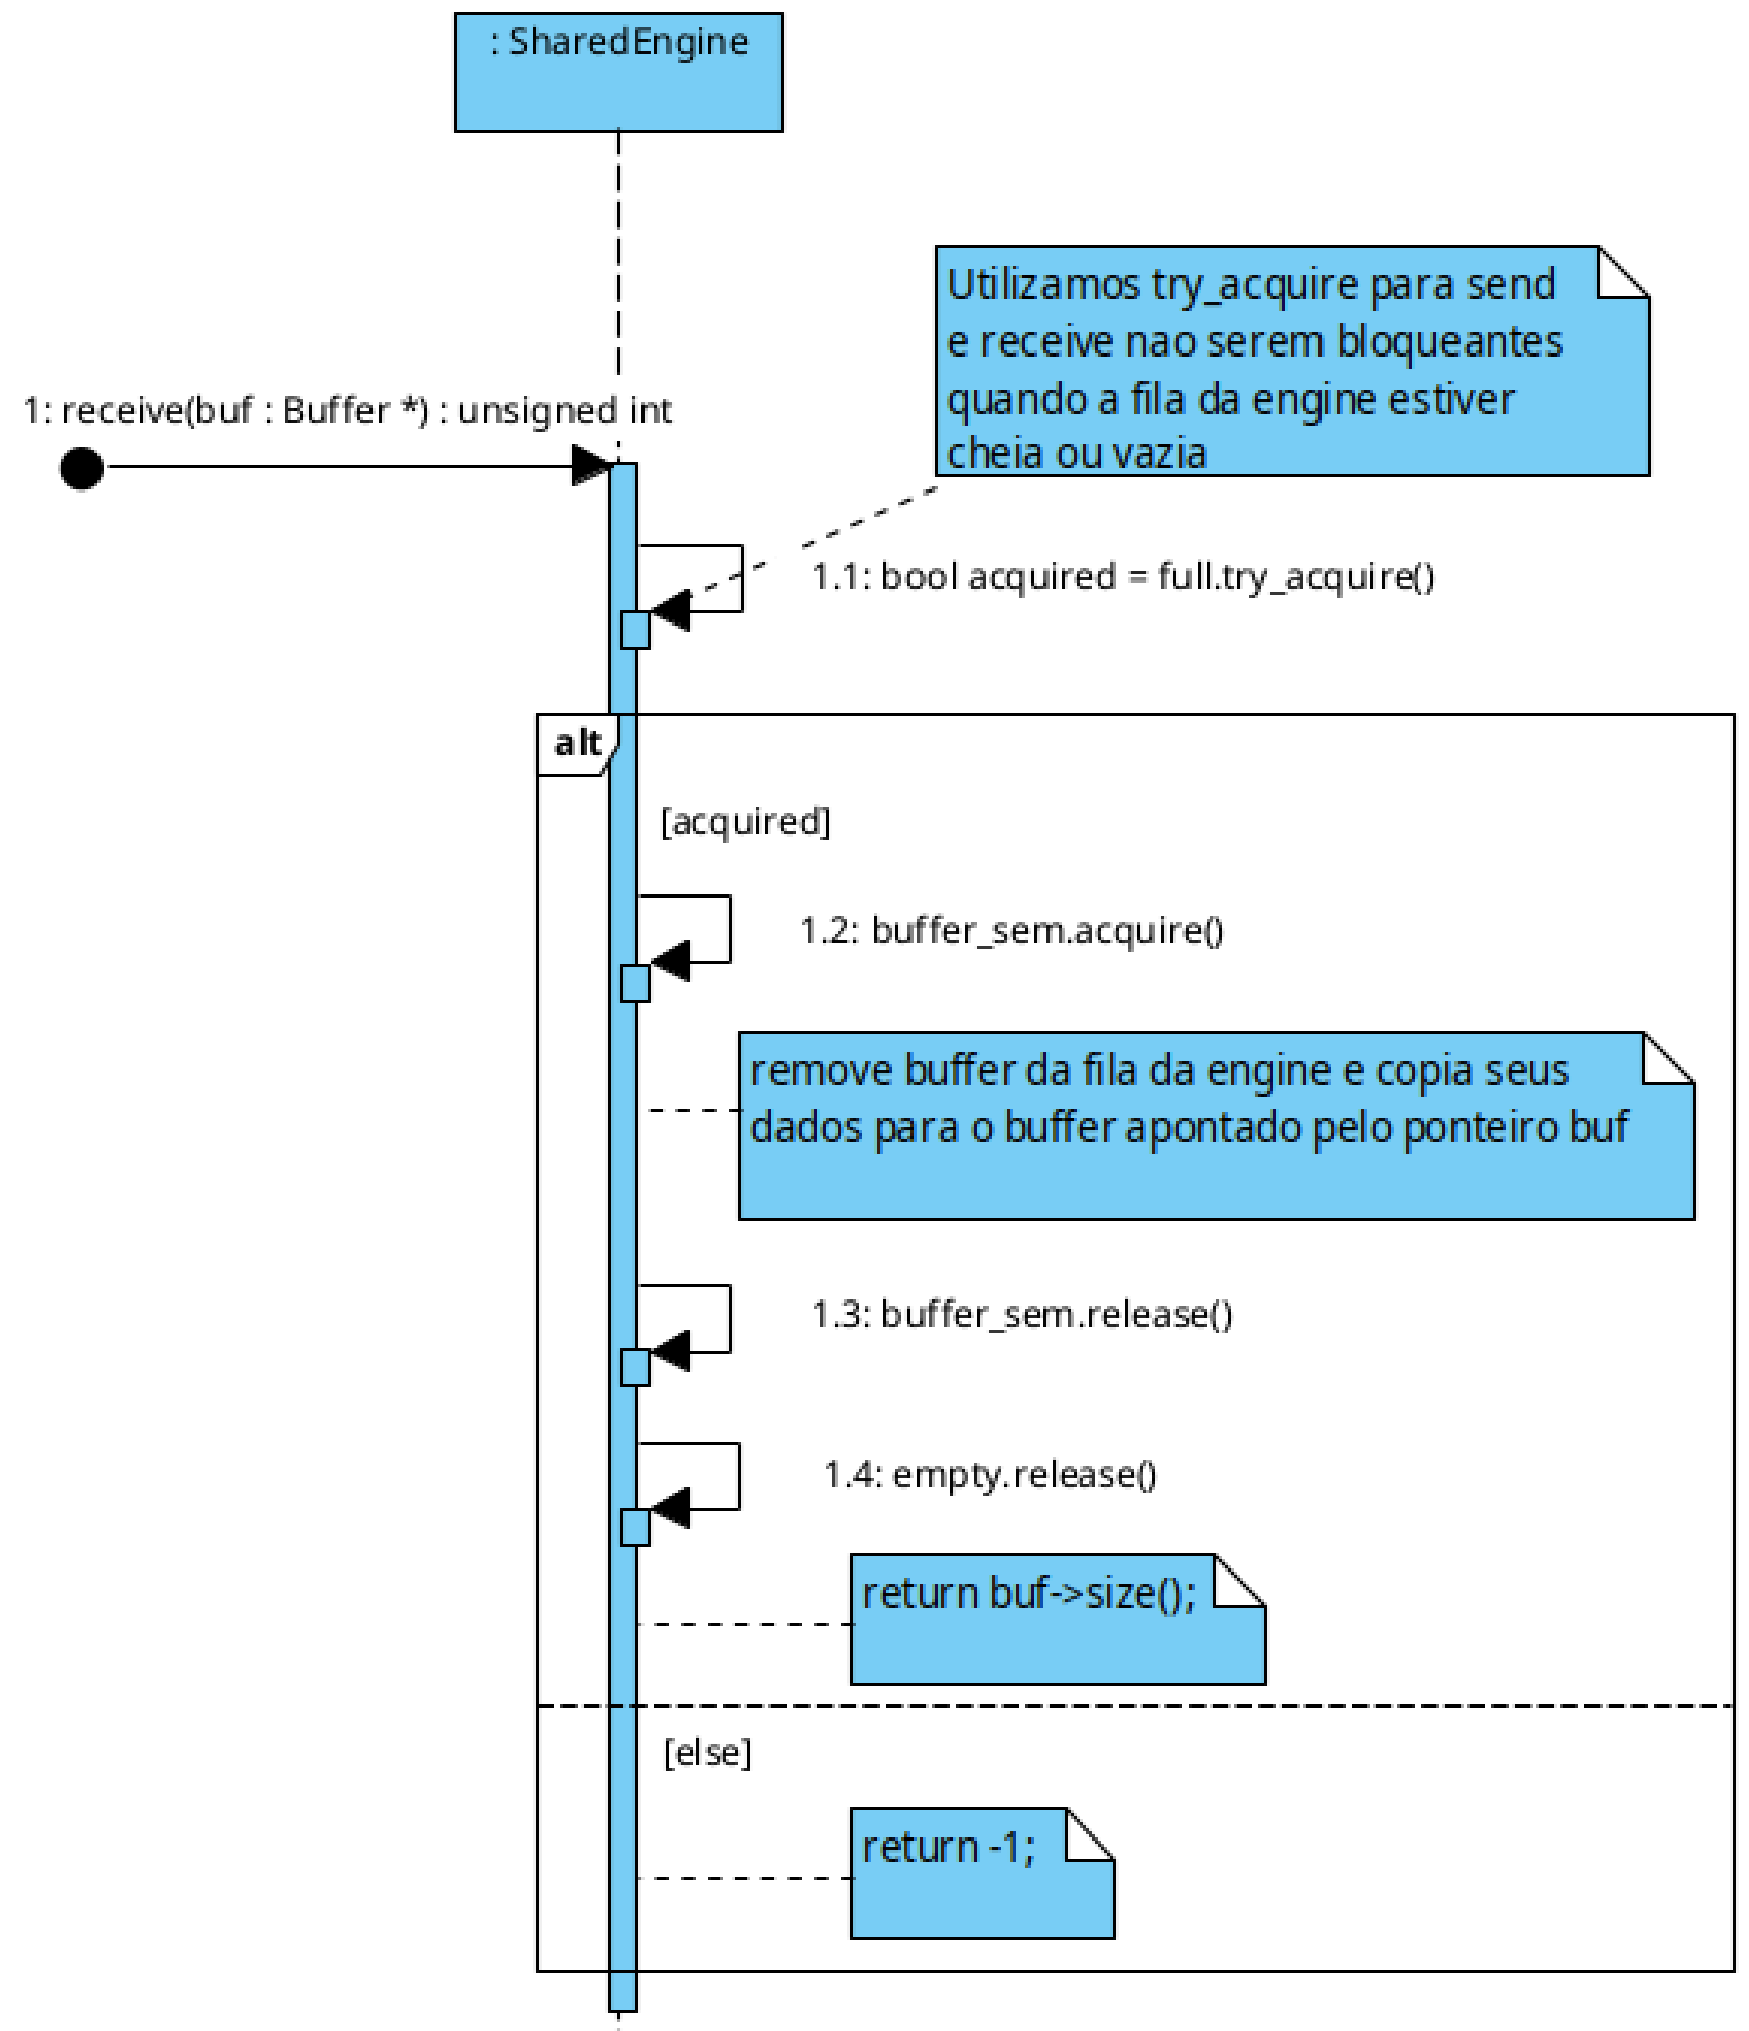 : SharedEngine
Utilizamos try_acquire para send
e receive nao serem bloqueantes
quando a fila da engine estiver
cheia ou vazia
1: receive(buf : Buffer *) : unsigned int
1.1: bool acquired = full.try_acquire()
alt
[acquired]
1.2: buffer_sem.acquire()
remove buffer da fila da engine e copia seus
dados para o buffer apontado pelo ponteiro buf
1.3: buffer_sem.release()
1.4: empty.release()
return buf->size();
[else]
return -1;